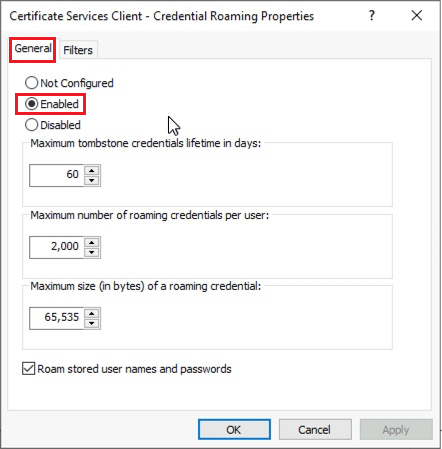 Certificate Services Client - Credential Roaming Properties
General
Filters
Not Configured
Enabled
Disabled
Maximum tombstone credentials lifetime in days:
60
Maximum number of roaming credentials per user:
2,000
Maximum size (in bytes) of a roaming credential:
65,535
Roam stored user names and passwords
OK
Cancel
Apply